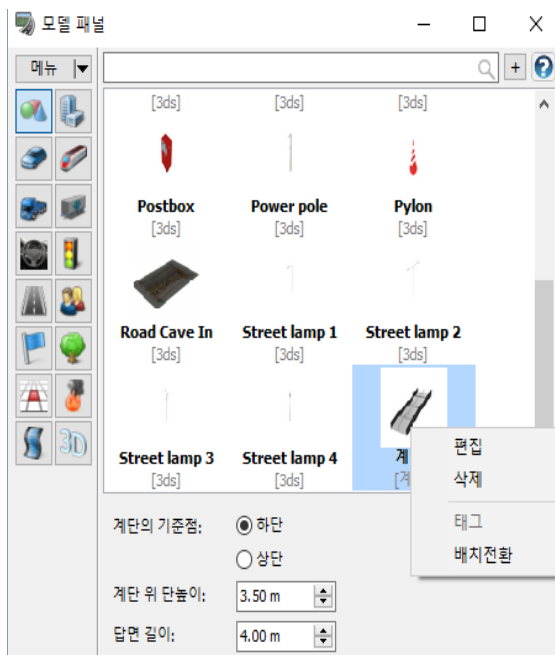 모델 패널
메뉴
+
?
[3ds] [3ds] [3ds]
Postbox Power pole Pylon
[3ds] [3ds] [3ds]
Road Cave In Street lamp 1 Street lamp 2
[3ds] [3ds] [3ds]
Street lamp 3 Street lamp 4 계
[3ds] [3ds]
3D
편집
삭제
태그
배치전환
계단의 기준점: 하단
상단
계단 위 단높이: 3.50 m
답면 길이: 4.00 m